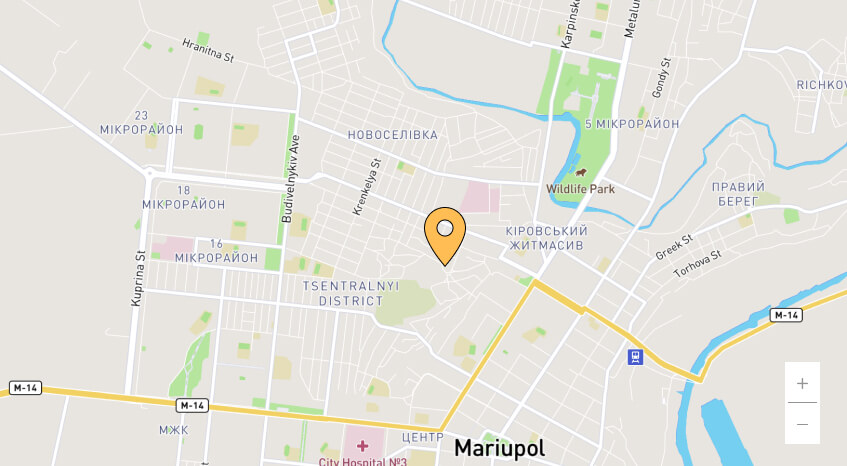 Karpinsk
Metalur
Hranitna St
Gondy St
RICHKOV
23
МІКРОРАЙОН
5 МІКРОРАЙОН
НОВОСЕЛІВКА
Budivelnykiv Ave
Krenkelya St
Wildlife Park
18
МІКРОРАЙОН
ПРАВИЙ
БЕРЕГ
КІРОВСЬКИЙ
ЖИТМАСИВ
16
МІКРОРАЙОН
Kuprina St
Greek St
Torhova St
TSENTRALNYI
DISTRICT
M-14
M-14
M-14
МЖК
ЦЕНТР
Mariupol
City Hospital №3
+
−